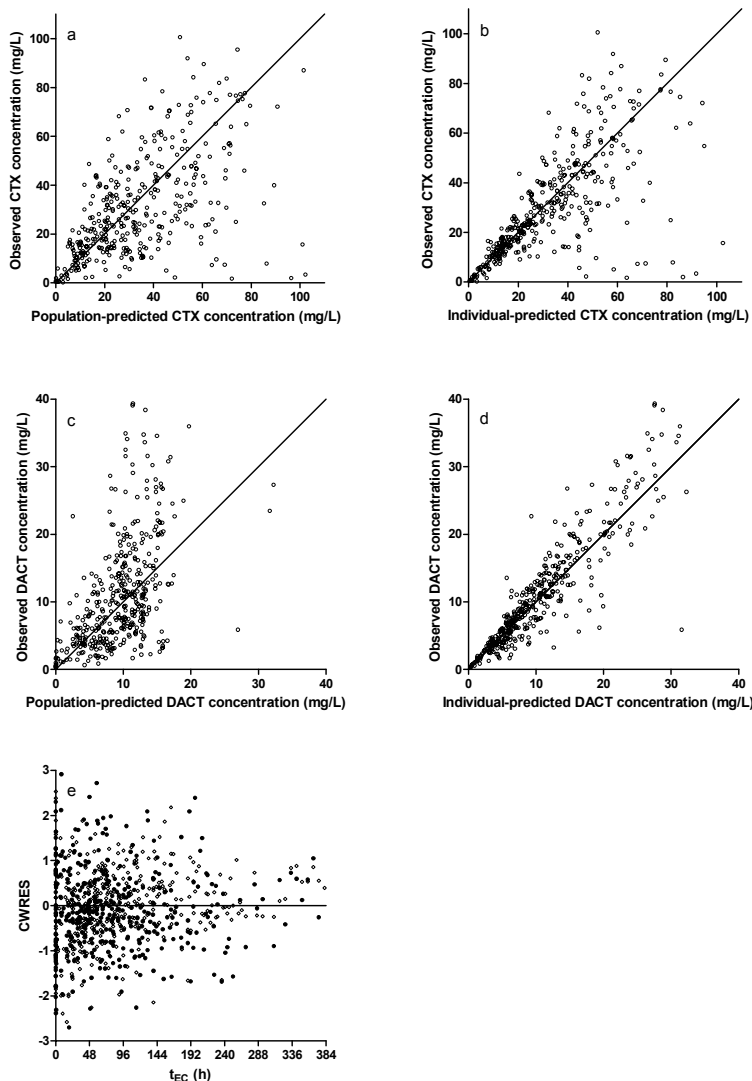 a
100
80
60
40
20
0
0 20 40 60 80 100
Observed CTX concentration (mg/L)
Population-predicted CTX concentration (mg/L)
b
100
80
60
40
20
0
0 20 40 60 80 100
Observed CTX concentration (mg/L)
Individual-predicted CTX concentration (mg/L)
c
40
30
20
10
0
0 10 20 30 40
Observed DACT concentration (mg/L)
Population-predicted DACT concentration (mg/L)
d
40
30
20
10
0
0 10 20 30 40
Observed DACT concentration (mg/L)
Individual-predicted DACT concentration (mg/L)
e
3
2
1
0
-1
-2
-3
0 48 96 144 192 240 288 336 384
CWRES
tEC (h)